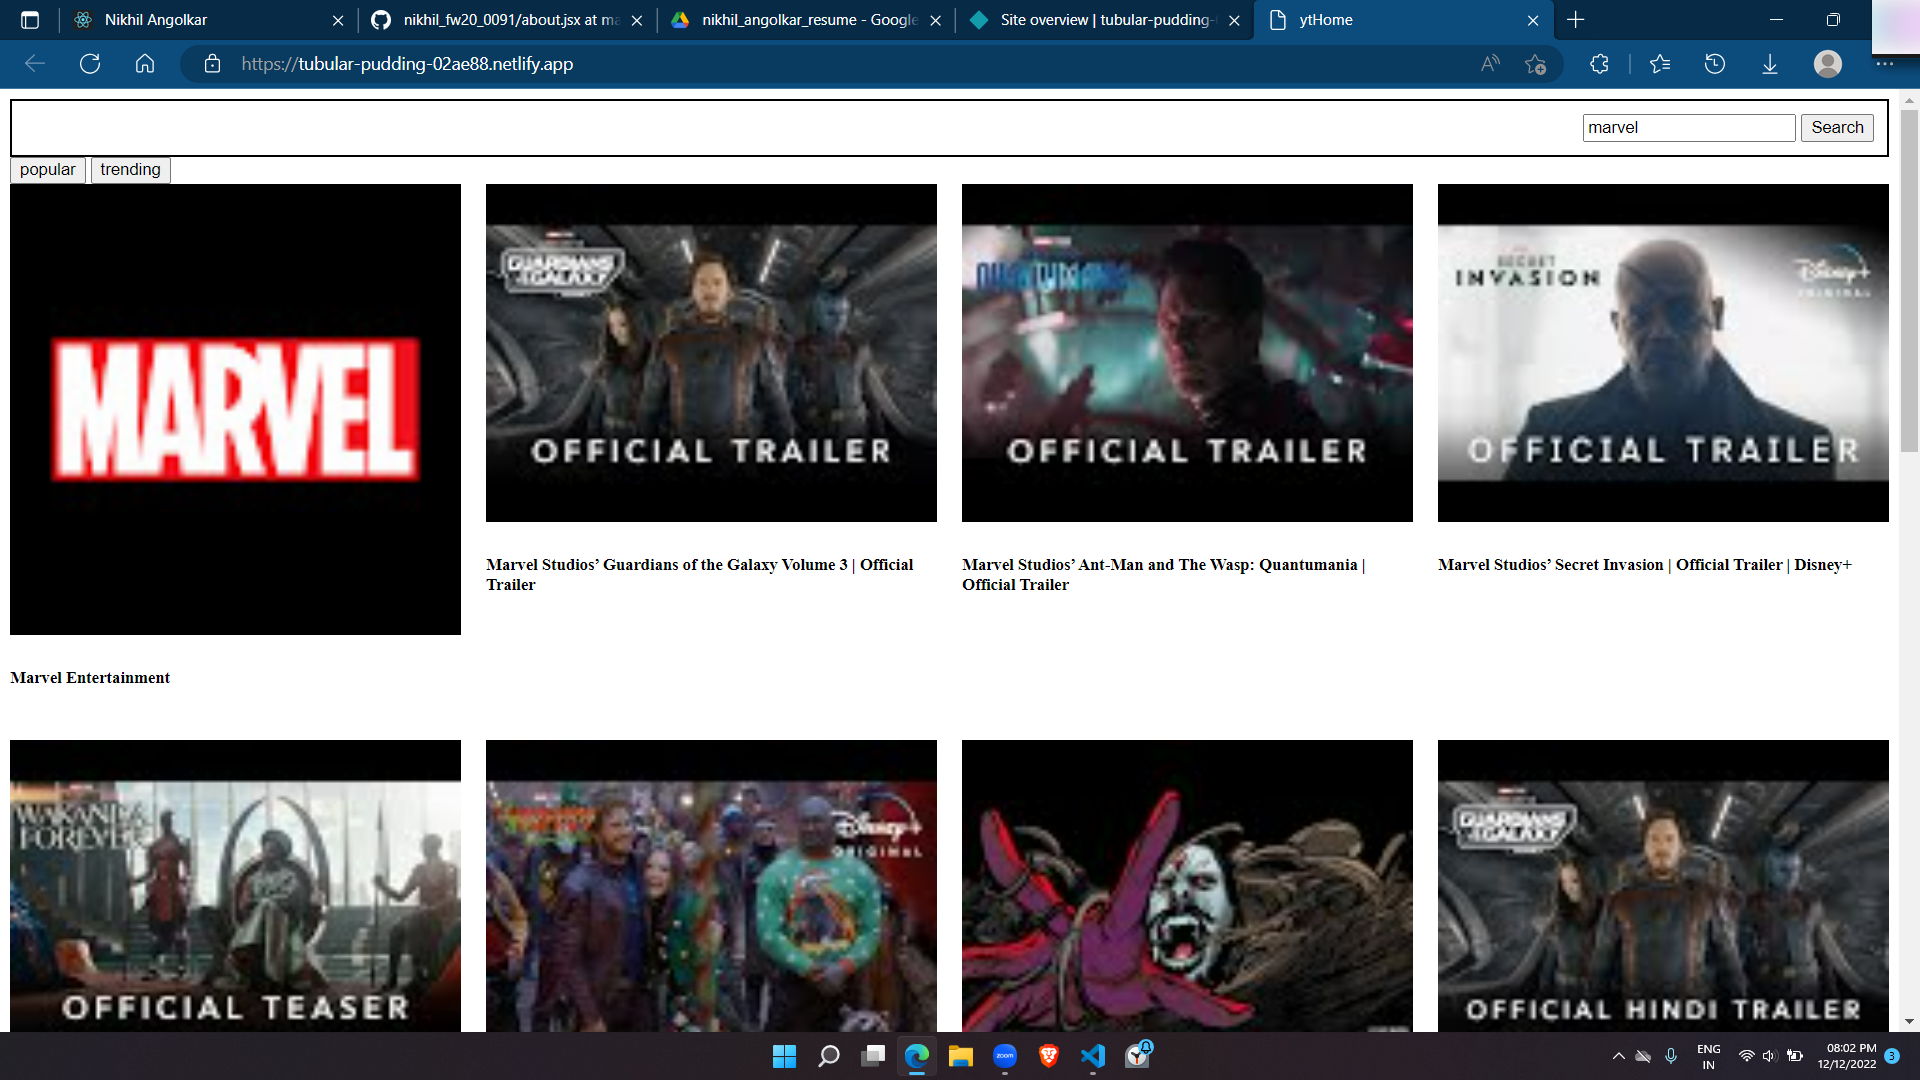 Nikhil Angolkar
nikhil_fw20_0091/about.jsx at ma
nikhil_angolkar_resume - Google
Site overview | tubular-pudding-
ytHome
https://tubular-pudding-02ae88.netlify.app
marvel
Search
popular
trending
MARVEL
GUARDIANS
OF THE GALAXY
OFFICIAL TRAILER
QUANTUMANIA
OFFICIAL TRAILER
SECRET
INVASION
Disney+
ORIGINAL
OFFICIAL TRAILER
Marvel Studios’ Guardians of the Galaxy Volume 3 | Official
Trailer
Marvel Studios’ Ant-Man and The Wasp: Quantumania |
Official Trailer
Marvel Studios’ Secret Invasion | Official Trailer | Disney+
Marvel Entertainment
WAKANDA
FOREVER
OFFICIAL TEASER
Disney+
ORIGINAL
GUARDIANS
OF THE GALAXY
OFFICIAL HINDI TRAILER
zoom
ENG
IN
08:02 PM
12/12/2022
3